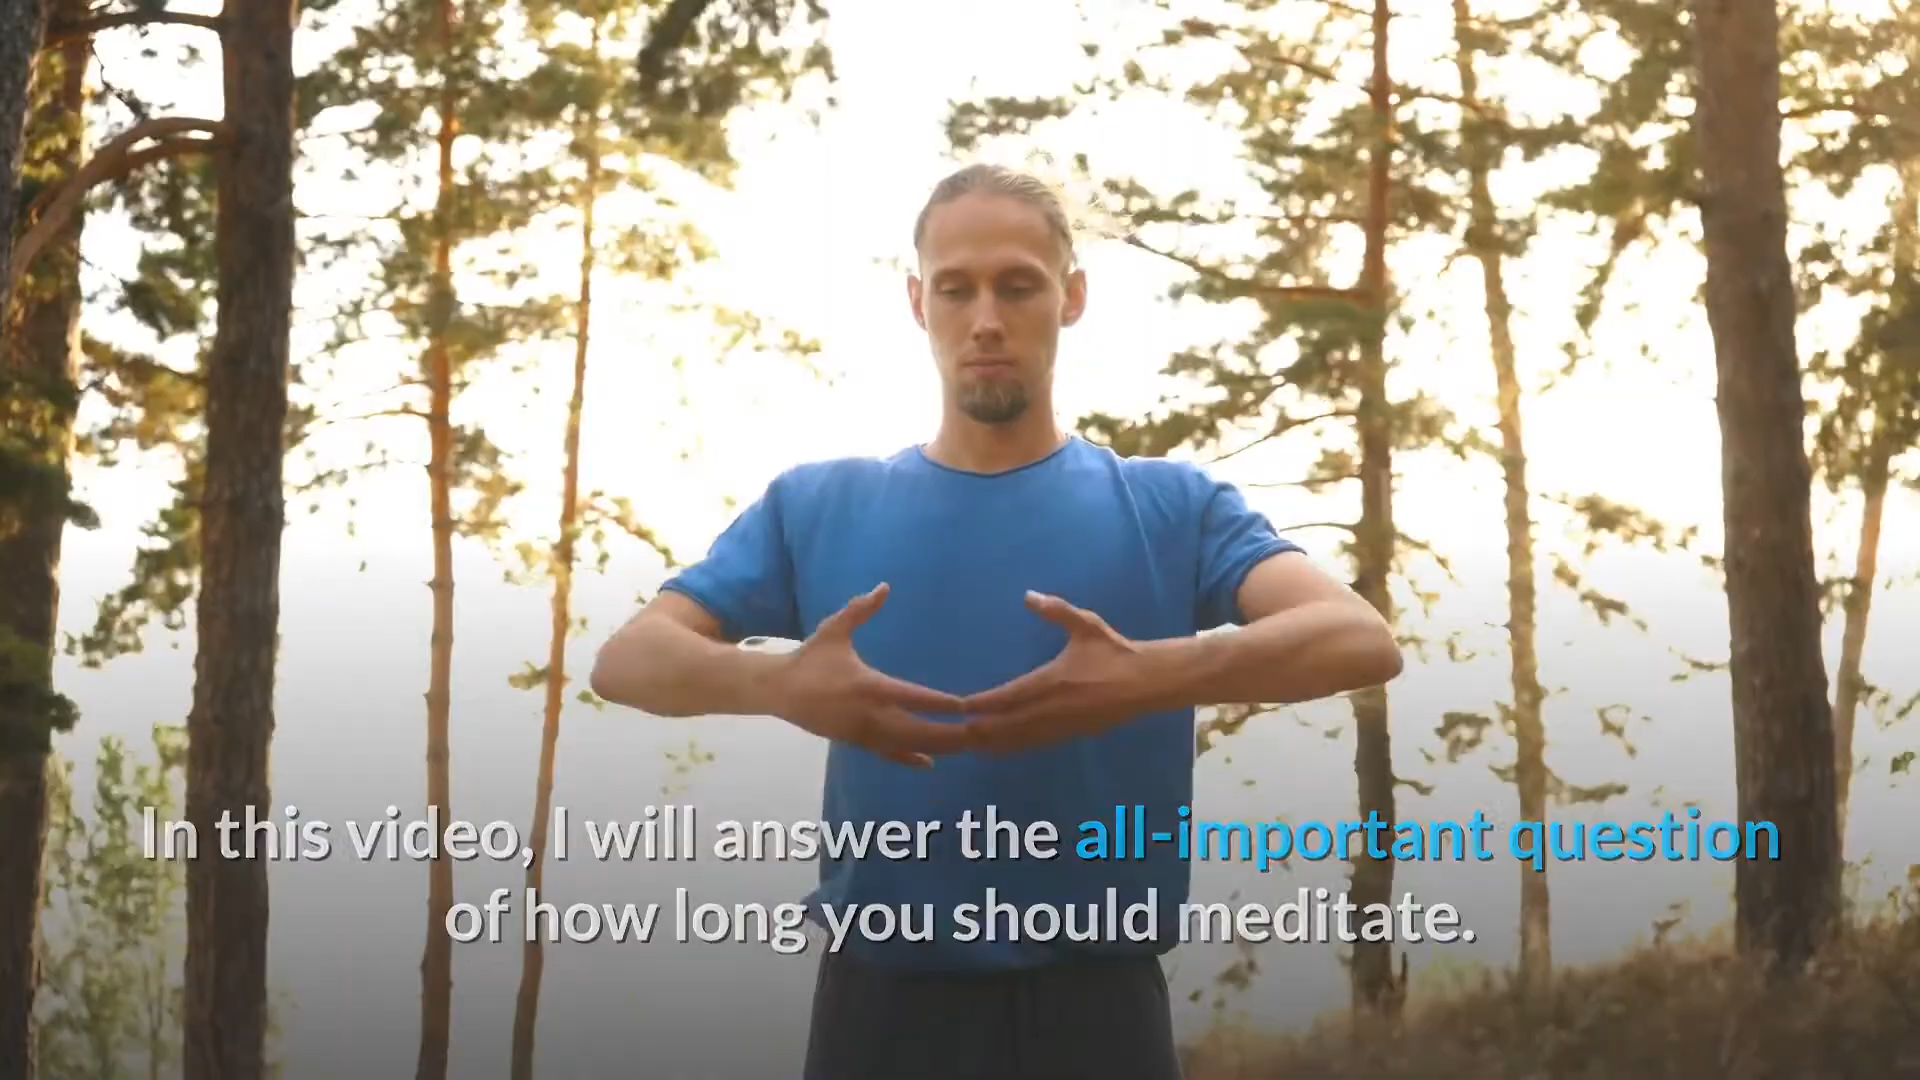 In this video, I will answer the all-important question
of how long you should meditate.